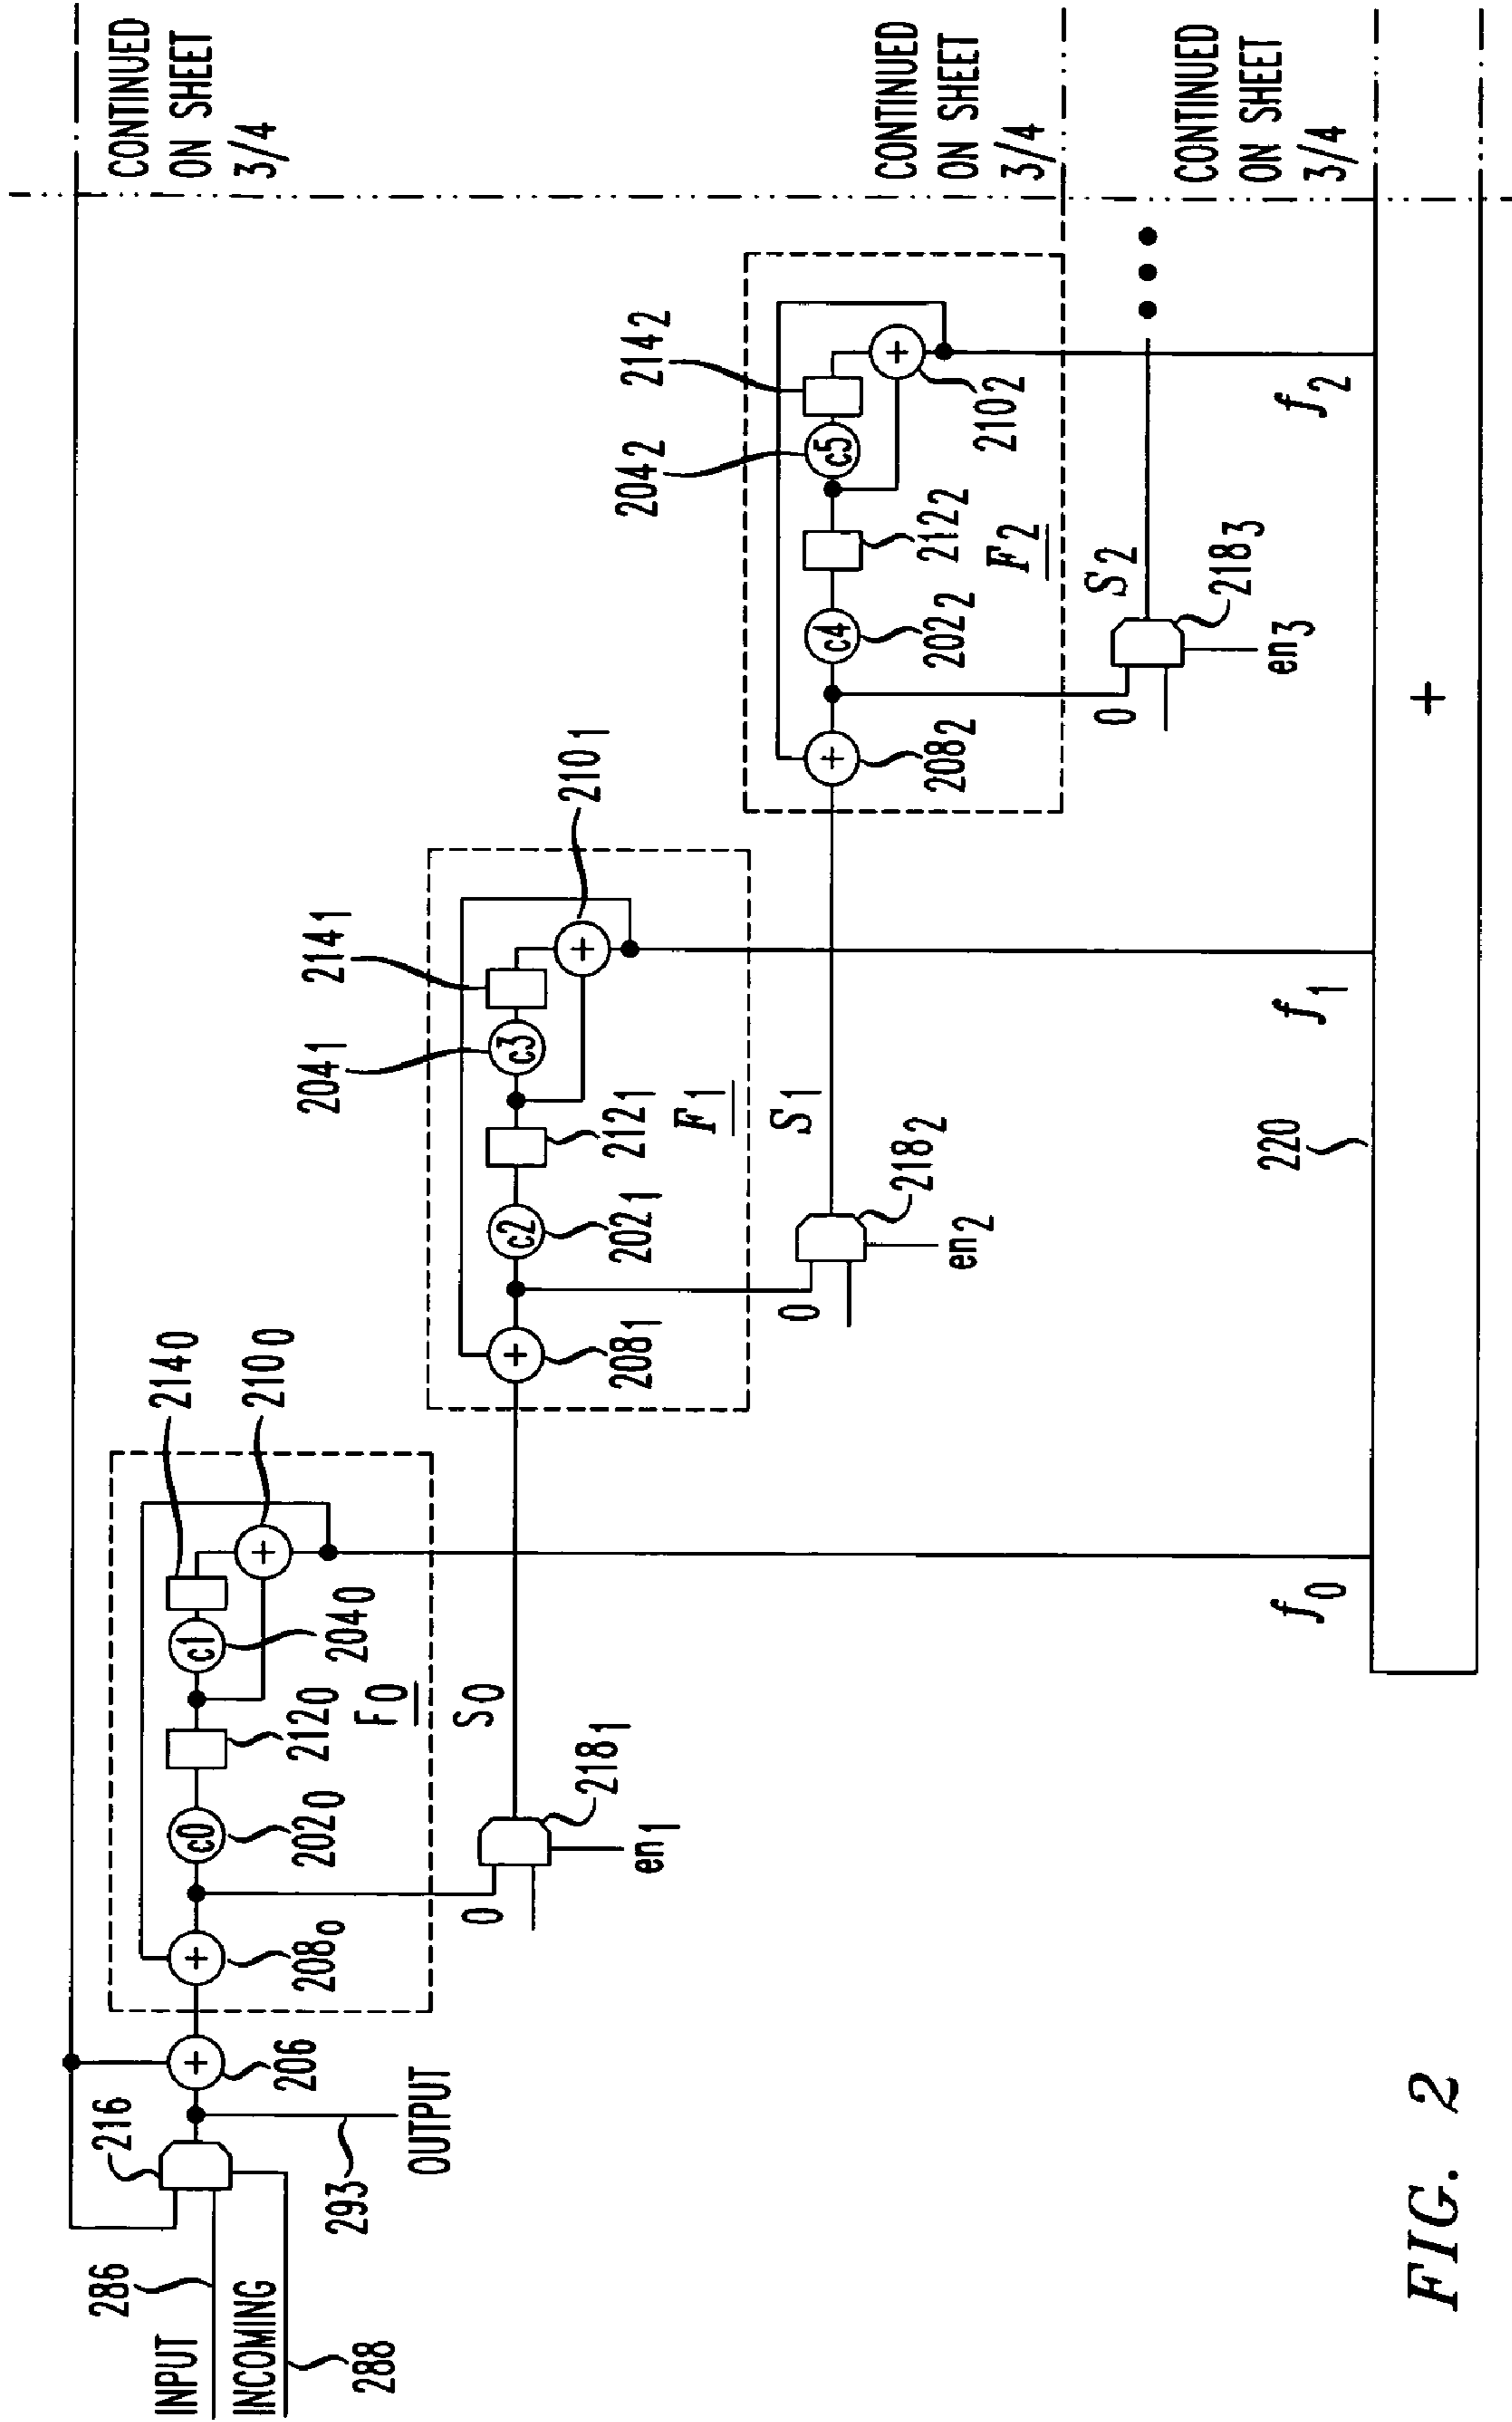 CONTINUED
ON SHEET
3/4
CONTINUED
ON SHEET
3/4
CONTINUED
ON SHEET
3/4
INPUT
286
INCOMING
288
216
293
OUTPUT
206
+
208₀
+
c0
202₀
212₀
c1
204₀
214₀
+
210₀
F₀
0
218₁
en₁
S₀
208₁
+
c2
202₁
212₁
c3
204₁
214₁
+
210₁
F₁
0
218₂
en₂
S₁
208₂
+
c4
202₂
212₂
c5
204₂
214₂
+
210₂
F₂
0
218₃
en₃
S₂
f₀
f₁
f₂
220
+
FIG. 2